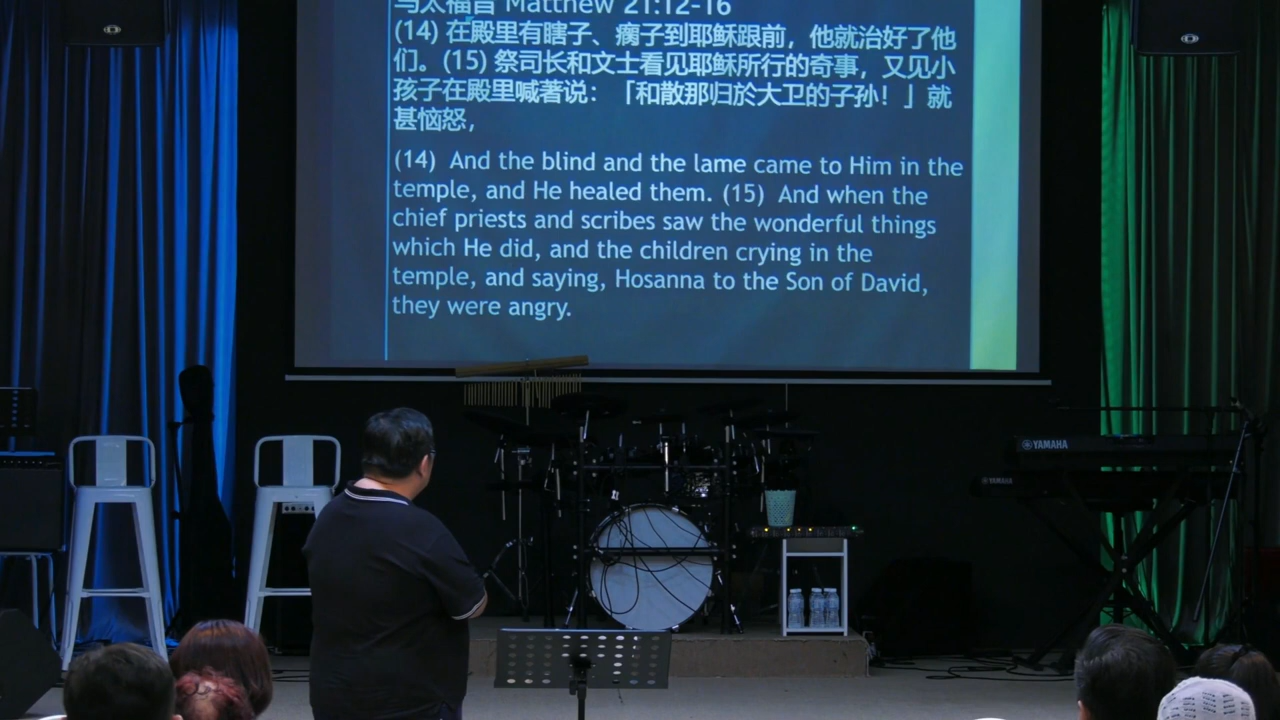 马太福音 Matthew 21:12-16
(14) 在殿里有瞎子、瘸子到耶稣跟前，他就治好了他
们。(15) 祭司长和文士看见耶稣所行的奇事，又见小
孩子在殿里喊著说：「和散那归於大卫的子孙！」就
甚恼怒，
(14) And the blind and the lame came to Him in the
temple, and He healed them. (15) And when the
chief priests and scribes saw the wonderful things
which He did, and the children crying in the
temple, and saying, Hosanna to the Son of David,
they were angry.
YAMAHA
YAMAHA